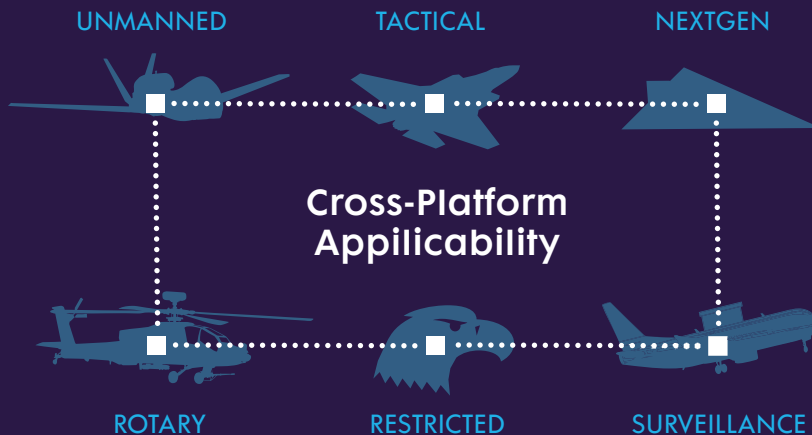 UNMANNED
TACTICAL
NEXTGEN
Cross-Platform
Appilicability
ROTARY
RESTRICTED
SURVEILLANCE